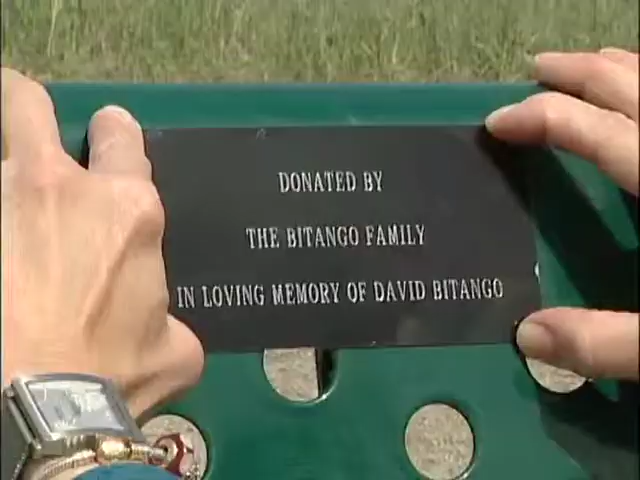 DONATED BY
THE BITANGO FAMILY
IN LOVING MEMORY OF DAVID BITANGO